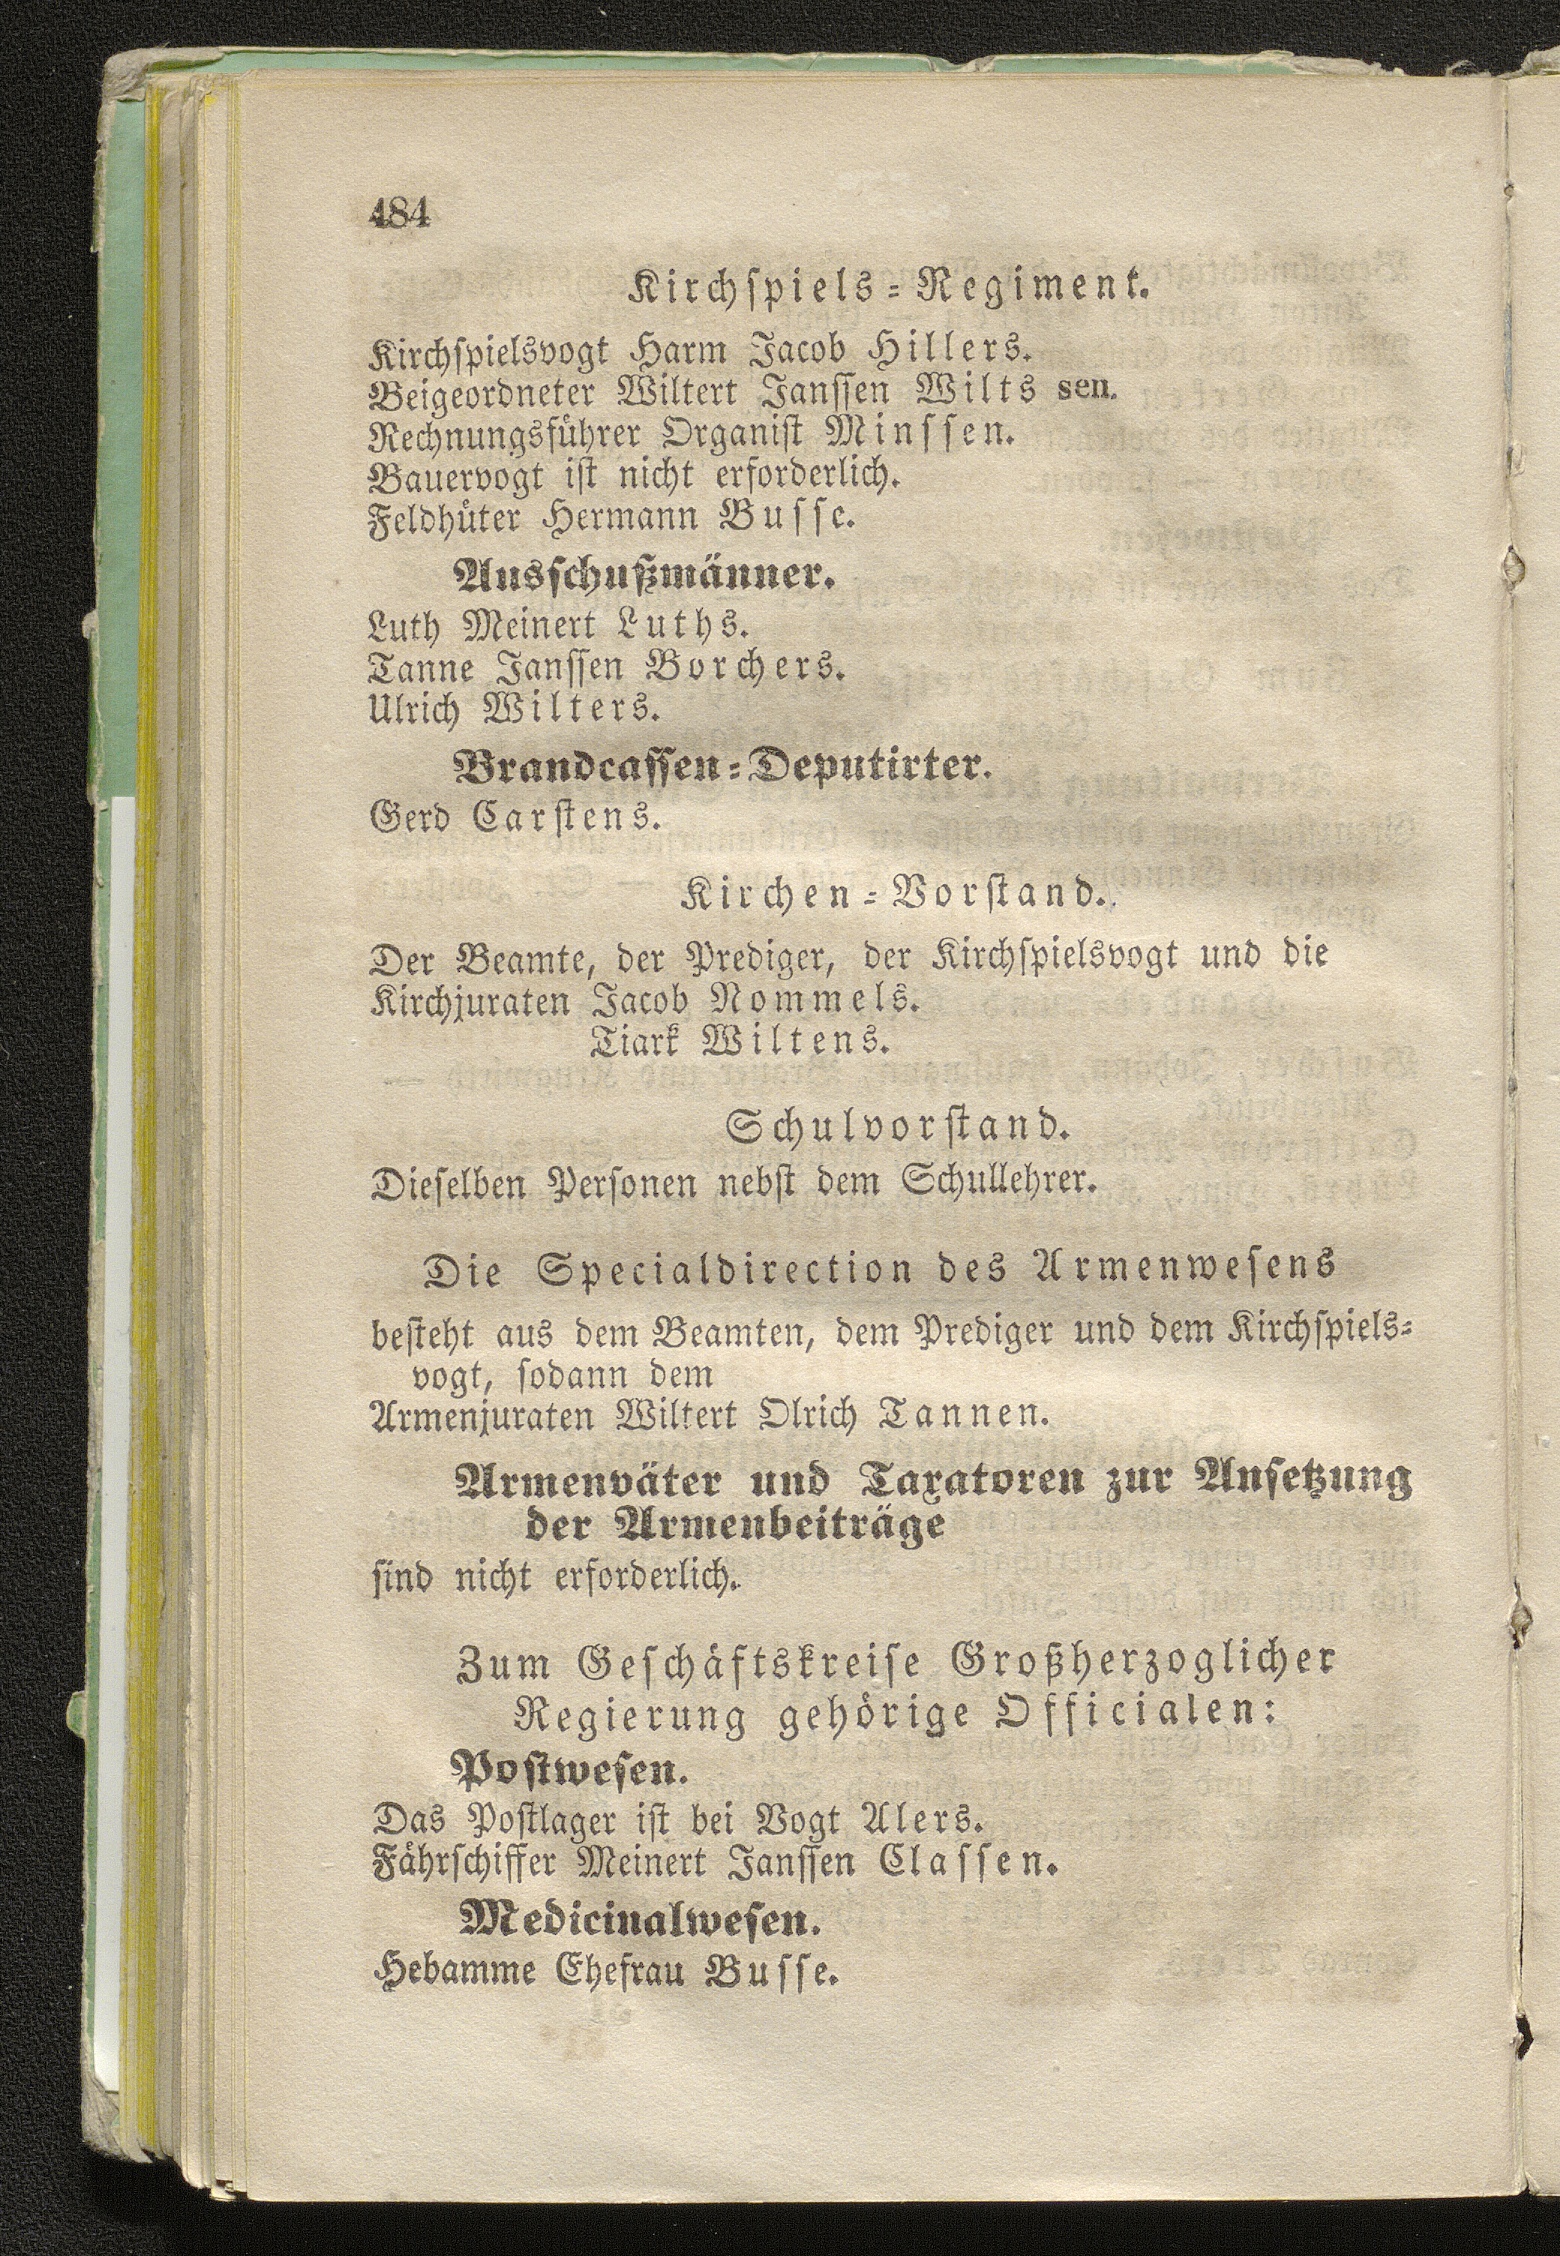 484
Kirchspiels=Regiment.
Kirchspielsvogt Harm Jacob Hillers.
Beigeordneter Wiltert Janssen Wilts sen.
Rechnungsführer Organist Minssen.
Bauervogt ist nicht erforderlich.
Feldhüter Hermann Busse.
Ausschußmänner.
Luth Meinert Luths.
Tanne Janssen Borchers.
Ulrich Wilters.
Brandcassen=Deputirter.
Gerd Carstens.
Kirchen=Vorstand.
Der Beamte, der Prediger, der Kirchspielsvogt und die
Kirchjuraten Jacob Nommels.
Tiark Wiltens.
Schulvorstand.
Dieselben Personen nebst dem Schullehrer.
Die Specialdirection des Armenwesens
besteht aus dem Beamten, dem Prediger und dem Kirchspiels=
vogt, sodann dem
Armenjuraten Wiltert Olrich Tannen.
Armenväter und Taxatoren zur Ansetzung
der Armenbeiträge
sind nicht erforderlich.
Zum Geschäftskreise Großherzoglicher
Regierung gehörige Officialen:
Postwesen.
Das Postlager ist bei Vogt Alers.
Fährschiffer Meinert Janssen Classen.
Medicinalwesen.
Hebamme Ehefrau Busse.